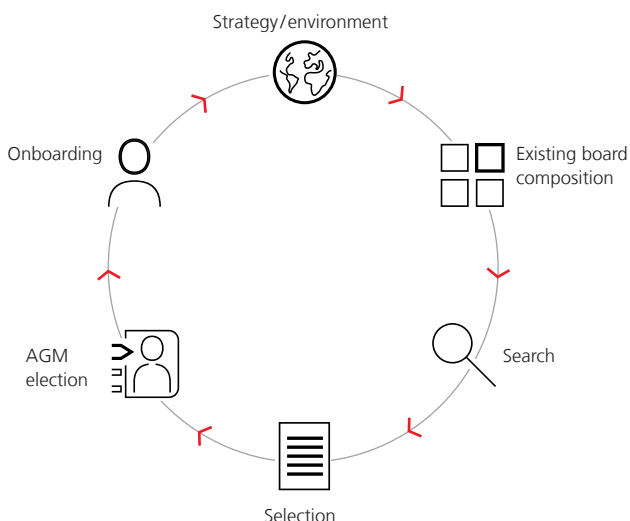 Strategy/environment
Existing board
composition
Search
Selection
AGM
election
Onboarding